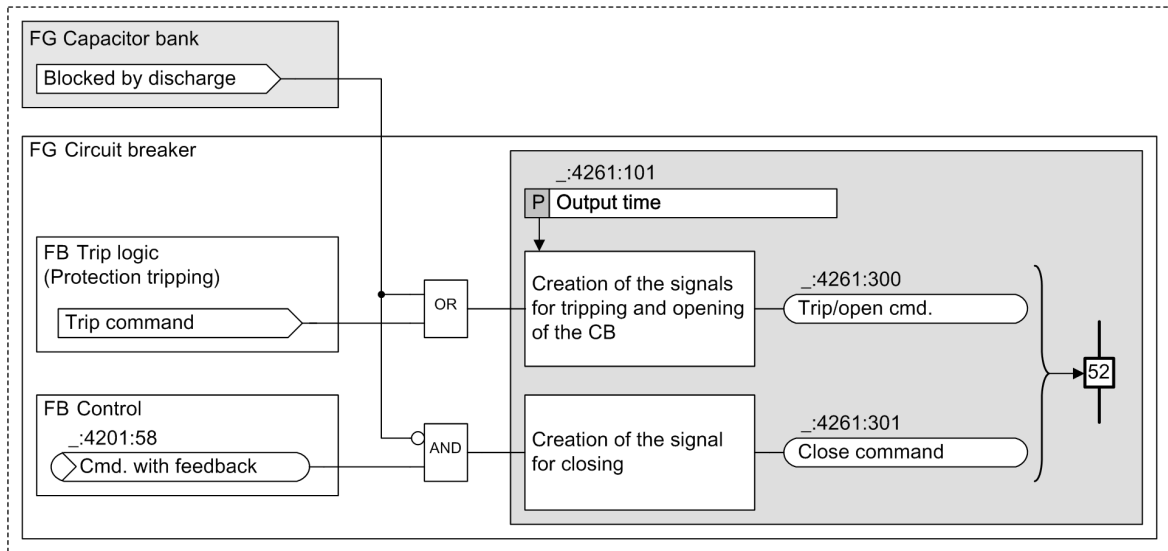 FG Capacitor bank
Blocked by discharge
FG Circuit breaker
_:4261:101
P Output time
FB Trip logic
(Protection tripping)
Trip command
OR
Creation of the signals
for tripping and opening
of the CB
_:4261:300
Trip/open cmd.
52
FB Control
_:4201:58
Cmd. with feedback
AND
Creation of the signal
for closing
_:4261:301
Close command